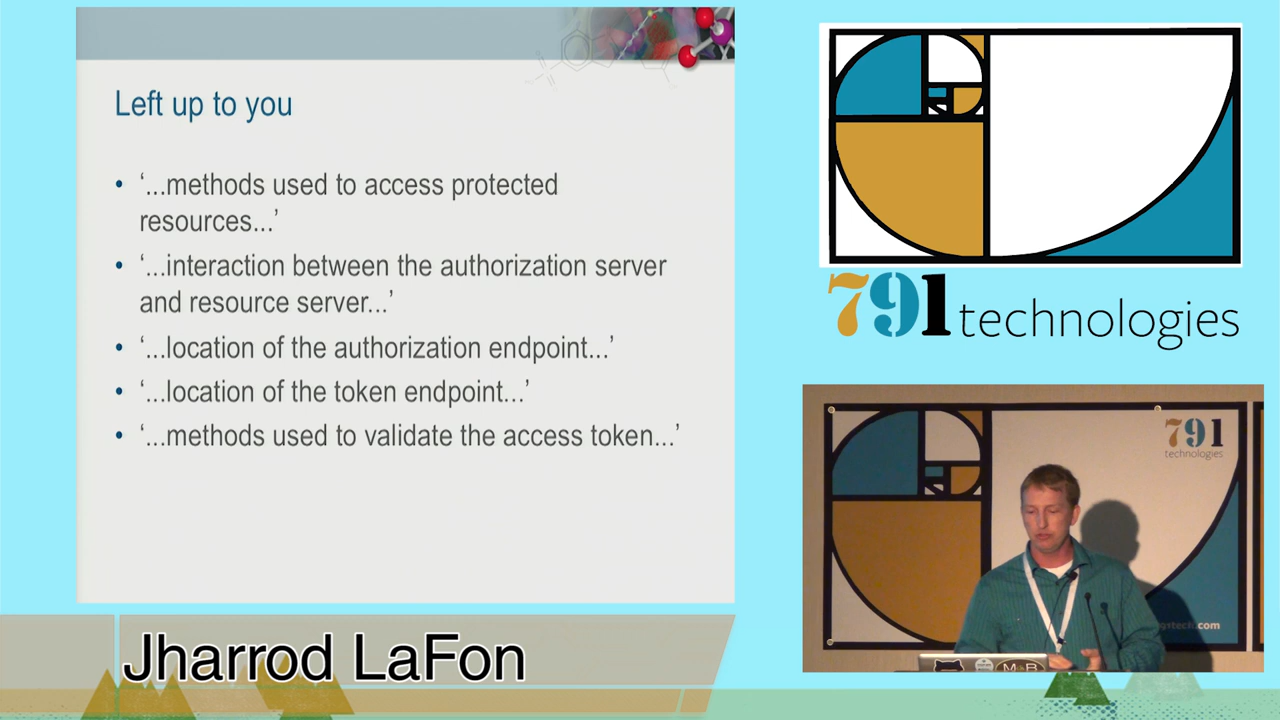 Left up to you
• ‘...methods used to access protected
resources...’
• ‘...interaction between the authorization server
and resource server...’
• ‘...location of the authorization endpoint...’
• ‘...location of the token endpoint...’
• ‘...methods used to validate the access token...’
791 technologies
791
technologies
tech.com
M B
Jharrod LaFon